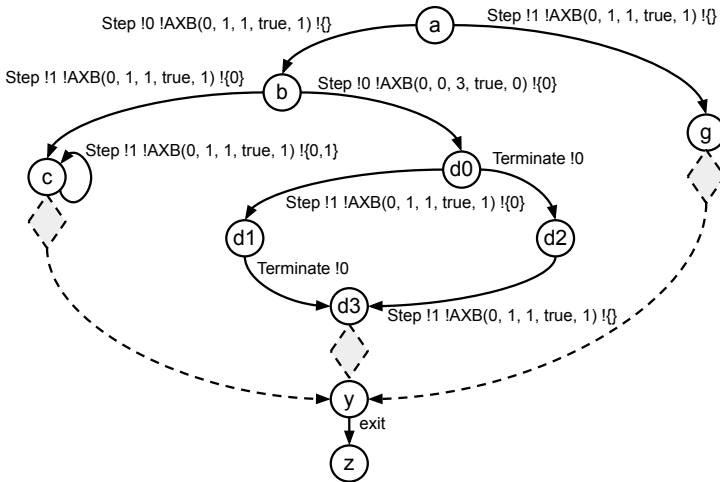 Step !0 !AXB(0, 1, 1, true, 1) !{}
a
Step !1 !AXB(0, 1, 1, true, 1) !{}
Step !1 !AXB(0, 1, 1, true, 1) !{0}
b
Step !0 !AXB(0, 0, 3, true, 0) !{0}
g
Step !1 !AXB(0, 1, 1, true, 1) !{0,1}
c
d0
Terminate !0
Step !1 !AXB(0, 1, 1, true, 1) !{0}
d1
d2
Terminate !0
d3
Step !1 !AXB(0, 1, 1, true, 1) !{}
y
exit
z